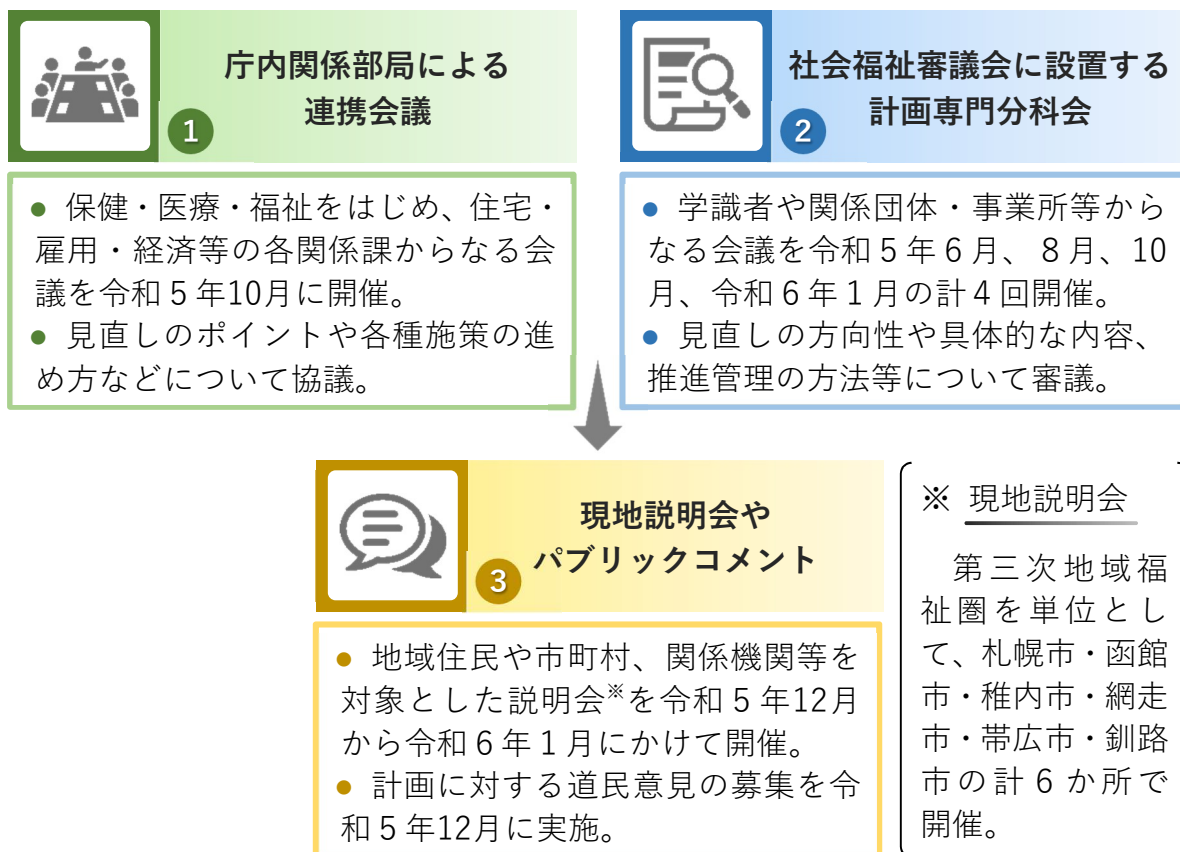 庁内関係部局による
連携会議
1
● 保健・医療・福祉をはじめ、住宅・
雇用・経済等の各関係課からなる会
議を令和５年10月に開催。
● 見直しのポイントや各種施策の進
め方などについて協議。
社会福祉審議会に設置する
計画専門分科会
2
● 学識者や関係団体・事業所等から
なる会議を令和５年６月、８月、10
月、令和６年１月の計４回開催。
● 見直しの方向性や具体的な内容、
推進管理の方法等について審議。
現地説明会や
パブリックコメント
3
● 地域住民や市町村、関係機関等を
対象とした説明会※を令和５年12月
から令和６年１月にかけて開催。
● 計画に対する道民意見の募集を令
和５年12月に実施。
※ 現地説明会
第三次地域福
祉圏を単位とし
て、札幌市・函館
市・稚内市・網走
市・帯広市・釧路
市の計６か所で
開催。